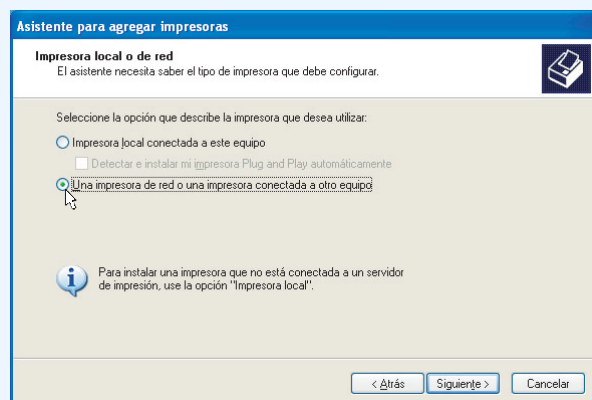 Asistente para agregar impresoras
Impresora local o de red
El asistente necesita saber el tipo de impresora que debe configurar.
Seleccione la opción que describe la impresora que desea utilizar:
Impresora local conectada a este equipo
Detectar e instalar mi impresora Plug and Play automáticamente
Una impresora de red o una impresora conectada a otro equipo
Para instalar una impresora que no está conectada a un servidor
de impresión, use la opción "Impresora local".
< Atrás Siguiente > Cancelar